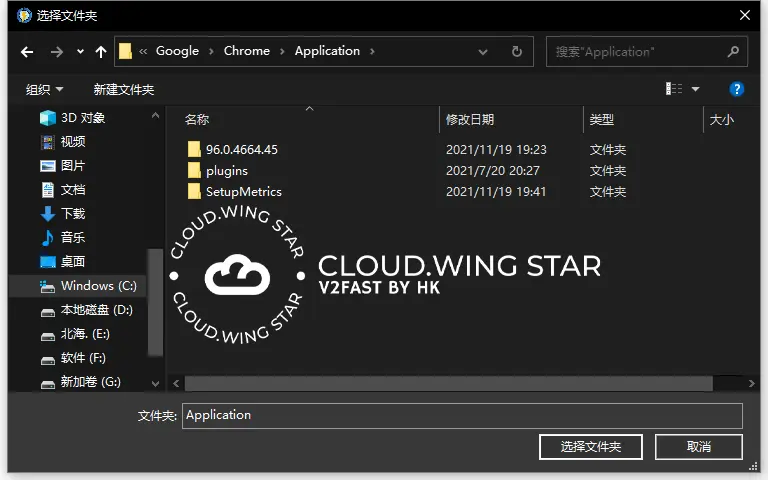 选择文件夹
« Google › Chrome › Application ›
搜索"Application"
组织 新建文件夹
名称 修改日期 类型 大小
3D 对象
视频
图片
文档
下载
音乐
桌面
Windows (C:)
本地磁盘 (D:)
北海. (E:)
软件 (F:)
新加卷 (G:)
96.0.4664.45 2021/11/19 19:23 文件夹
plugins 2021/7/20 20:27 文件夹
SetupMetrics 2021/11/19 19:41 文件夹
CLOUD.WING STAR
CLOUD.WING STAR
CLOUD.WING STAR
V2FAST BY HK
文件夹: Application
选择文件夹 取消